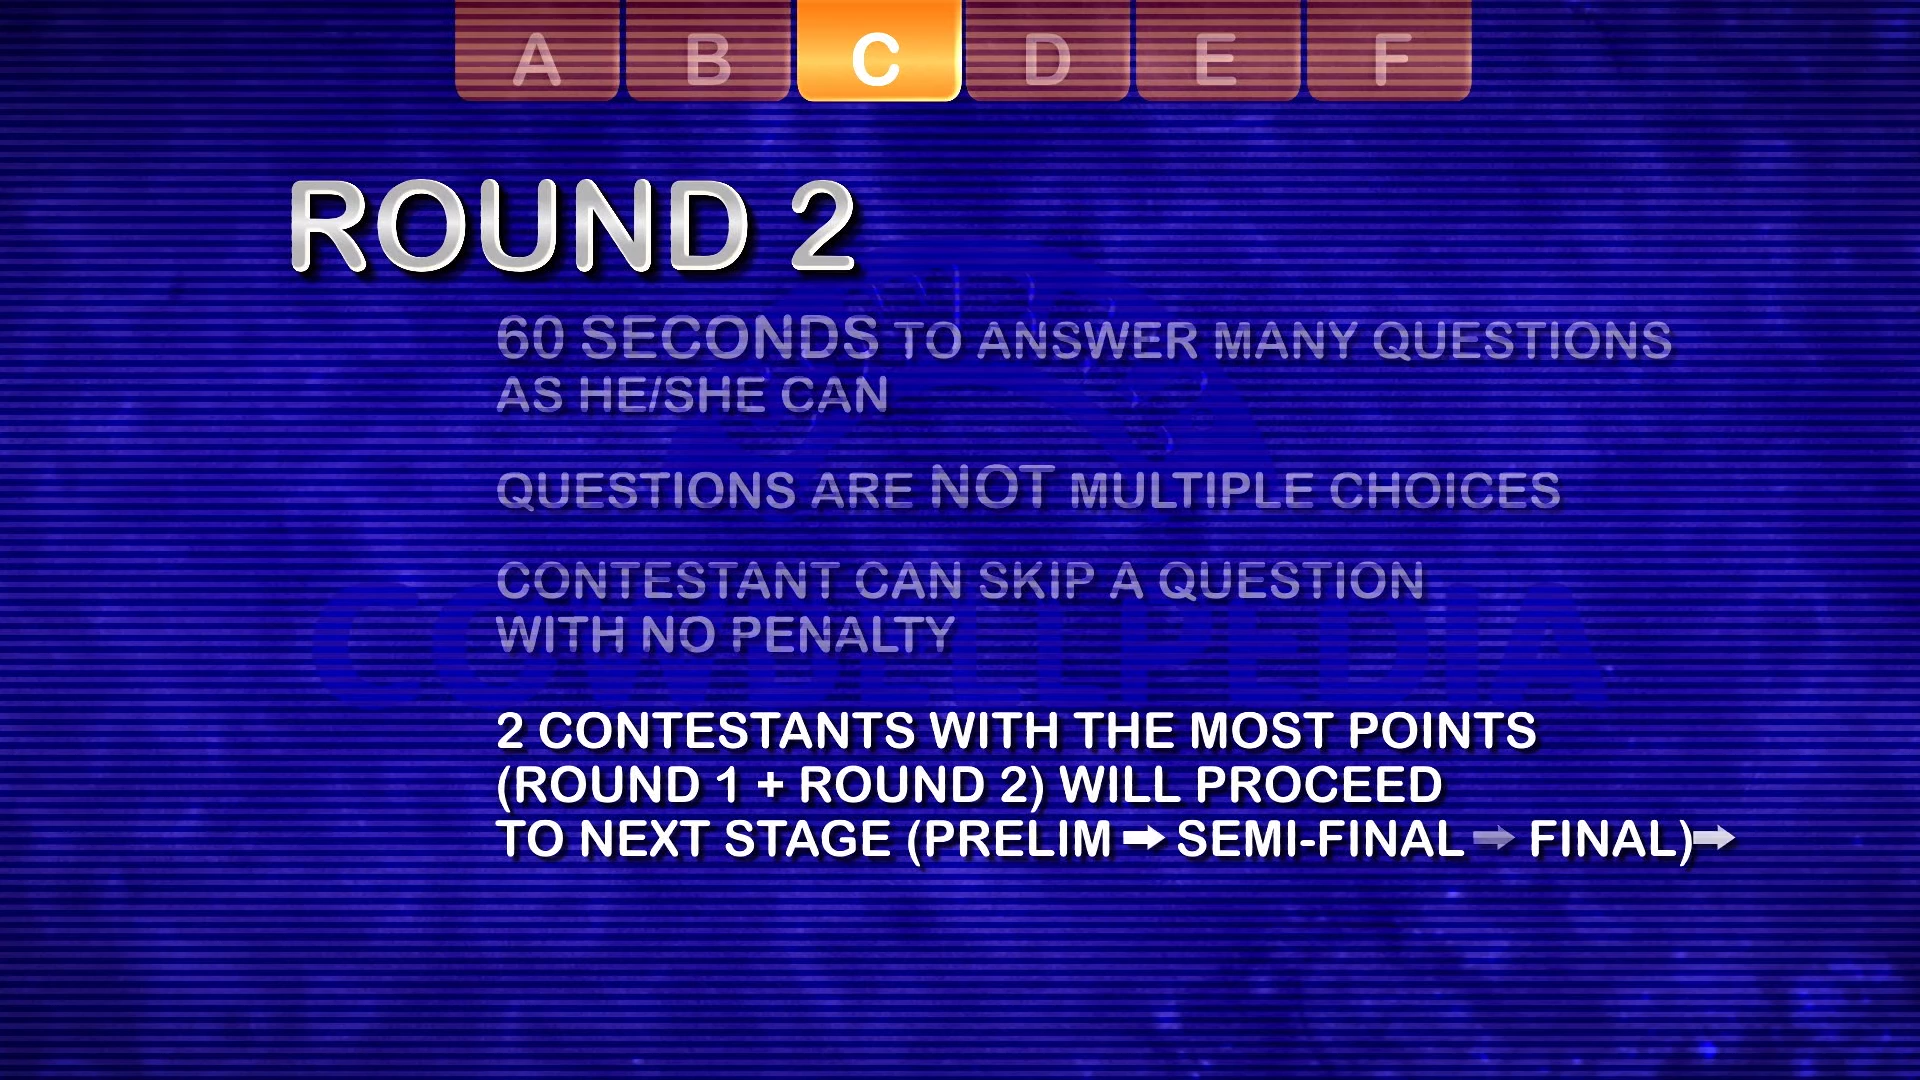 A B C D E F
ROUND 2
60 SECONDS TO ANSWER MANY QUESTIONS
AS HE/SHE CAN
QUESTIONS ARE NOT MULTIPLE CHOICES
CONTESTANT CAN SKIP A QUESTION
WITH NO PENALTY
COWBELLPEDIA
2 CONTESTANTS WITH THE MOST POINTS
(ROUND 1 + ROUND 2) WILL PROCEED
TO NEXT STAGE (PRELIM ➡ SEMI-FINAL ➡ FINAL)➡